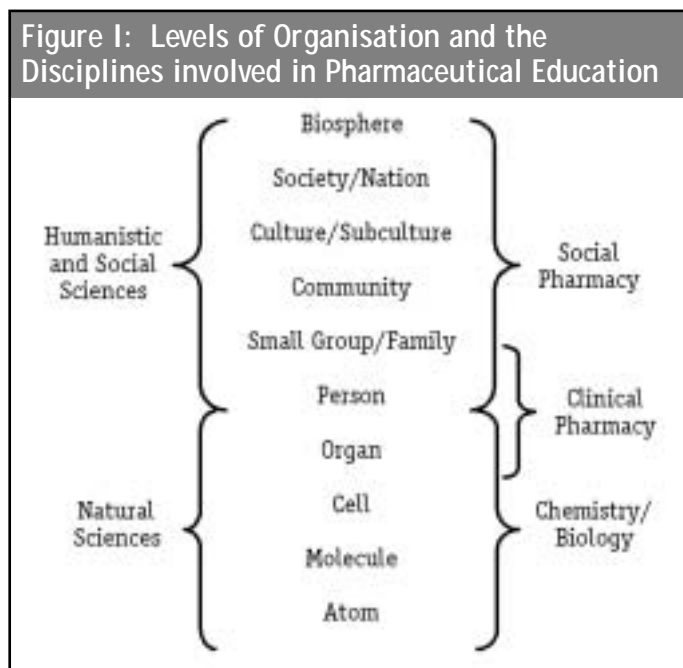 Figure I: Levels of Organisation and the
Disciplines involved in Pharmaceutical Education
Humanistic
and Social
Sciences
Natural
Sciences
Biosphere
Society/Nation
Culture/Subculture
Community
Small Group/Family
Person
Organ
Cell
Molecule
Atom
Social
Pharmacy
Clinical
Pharmacy
Chemistry/
Biology